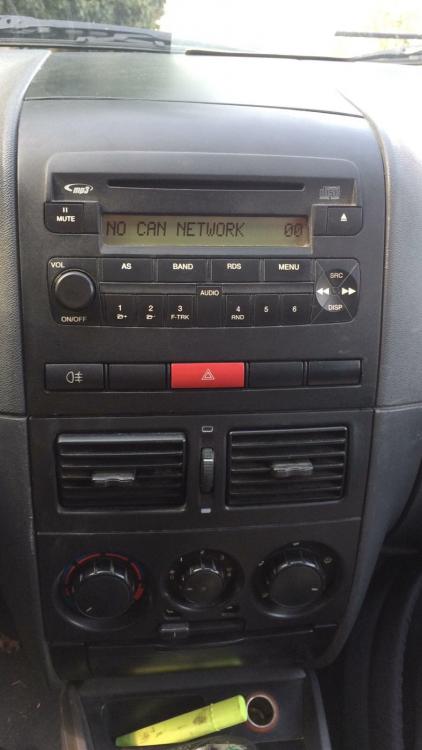 mp3
MUTE
NO CAN NETWORK 00
VOL
AS BAND RDS MENU
SRC
AUDIO
1 2 3 4 5 6
F-TRK RND
DISP
ON/OFF